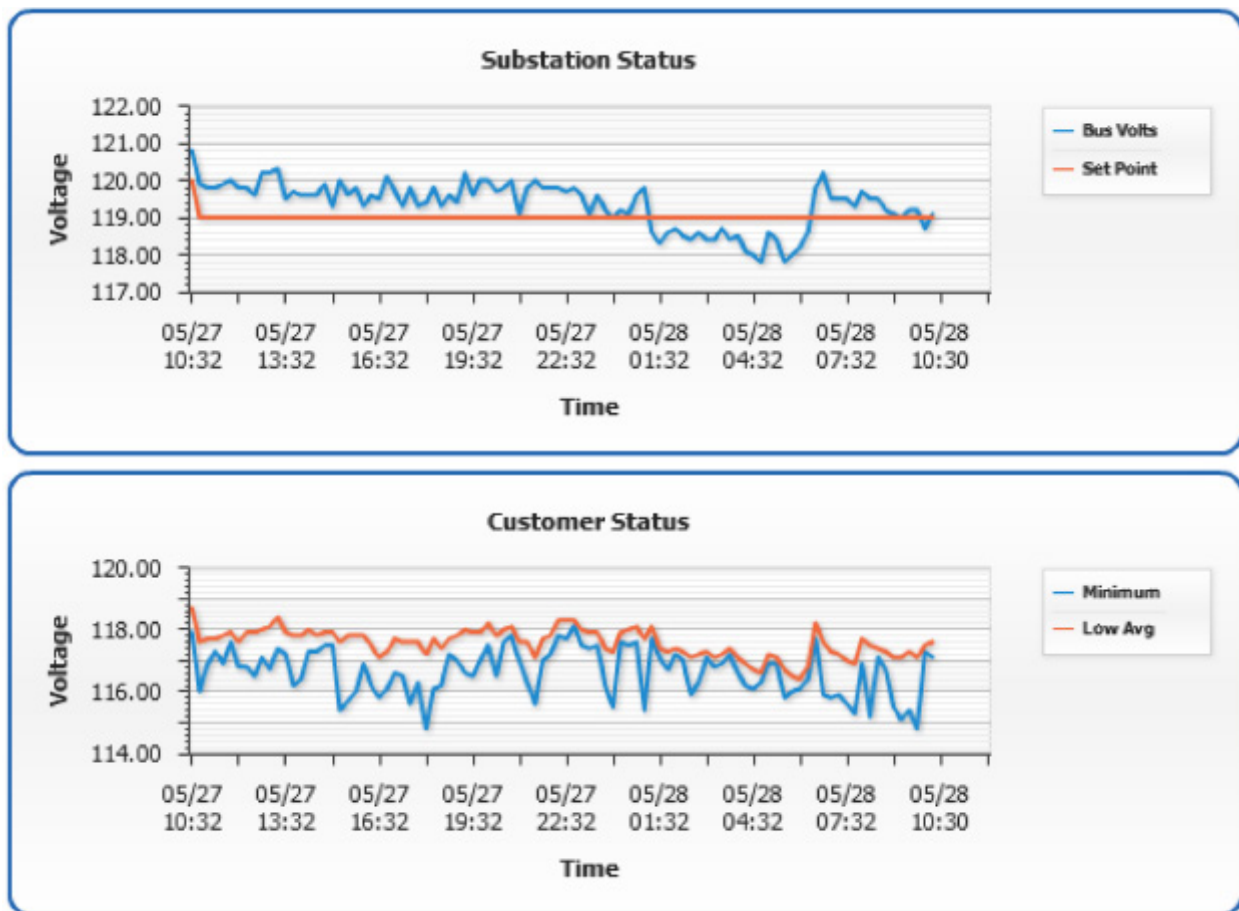 Substation Status
122.00
121.00
120.00
119.00
118.00
117.00
Voltage
05/27 05/27 05/27 05/27 05/27 05/28 05/28 05/28 05/28
10:32 13:32 16:32 19:32 22:32 01:32 04:32 07:32 10:30
Time
Bus Volts
Set Point
Customer Status
120.00
118.00
116.00
114.00
Voltage
05/27 05/27 05/27 05/27 05/27 05/28 05/28 05/28 05/28
10:32 13:32 16:32 19:32 22:32 01:32 04:32 07:32 10:30
Time
Minimum
Low Avg